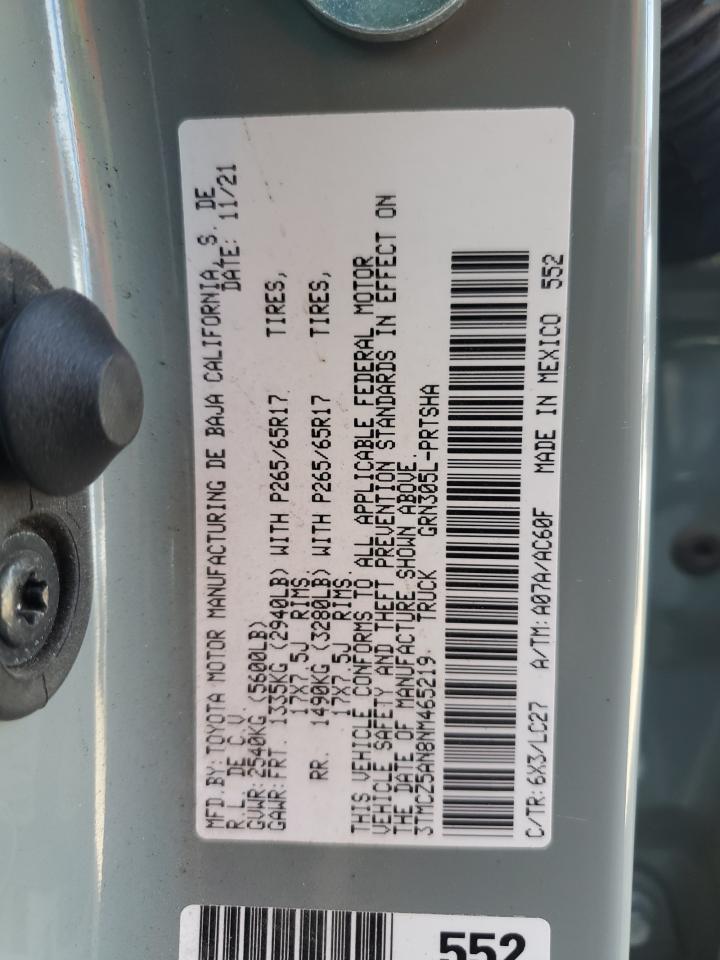 MFD.BY: TOYOTA MOTOR MANUFACTURING DE BAJA CALIFORNIA, S. DE
R.L. DE C.V. DATE: 11/21
GVWR: 2540KG (5600LB)
GAWR: FRT. 1335KG (2940LB) WITH P265/65R17 TIRES,
17X7.5J RIMS.
RR. 1490KG (3280LB) WITH P265/65R17 TIRES,
17X7.5J RIMS.
THIS VEHICLE CONFORMS TO ALL APPLICABLE FEDERAL MOTOR
VEHICLE SAFETY AND THEFT PREVENTION STANDARDS IN EFFECT ON
THE DATE OF MANUFACTURE SHOWN ABOVE.
3TMCZ5AN8NM465219 TRUCK GRN305L-PRTSHA
C/TR: 6X3/LC27 A/TM: A07A/AC60F MADE IN MEXICO 552
552